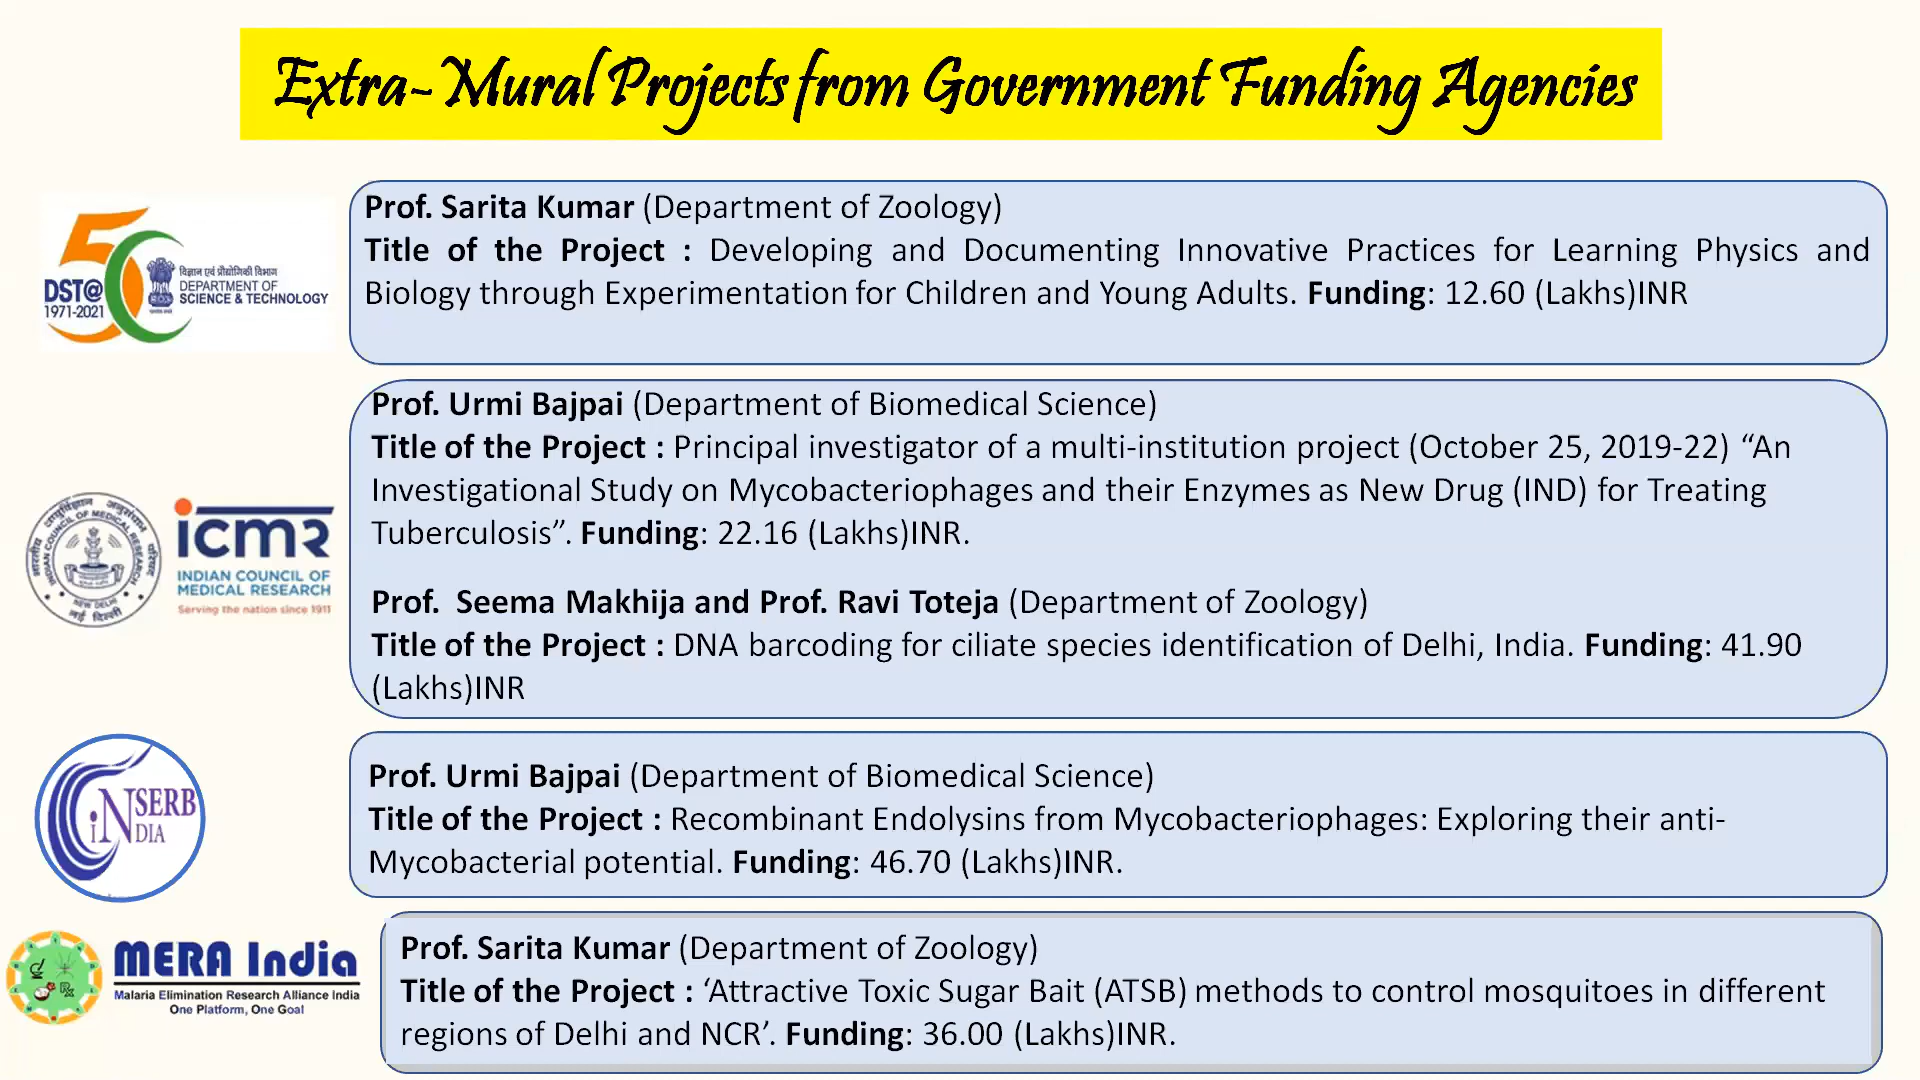 Extra-Mural Projects from Government Funding Agencies
Prof. Sarita Kumar (Department of Zoology)
Title of the Project : Developing and Documenting Innovative Practices for Learning Physics and
Biology through Experimentation for Children and Young Adults. Funding: 12.60 (Lakhs)INR
DST@
1971-2021
विज्ञान एवं प्रौद्योगिकी विभाग
DEPARTMENT OF
SCIENCE & TECHNOLOGY
Prof. Urmi Bajpai (Department of Biomedical Science)
Title of the Project : Principal investigator of a multi-institution project (October 25, 2019-22) “An
Investigational Study on Mycobacteriophages and their Enzymes as New Drug (IND) for Treating
Tuberculosis”. Funding: 22.16 (Lakhs)INR.
Prof. Seema Makhija and Prof. Ravi Toteja (Department of Zoology)
Title of the Project : DNA barcoding for ciliate species identification of Delhi, India. Funding: 41.90
(Lakhs)INR
INDIAN COUNCIL OF MEDICAL RESEARCH
NEW DELHI
नई दिल्ली
icmr
INDIAN COUNCIL OF
MEDICAL RESEARCH
Serving the nation since 1911
Prof. Urmi Bajpai (Department of Biomedical Science)
Title of the Project : Recombinant Endolysins from Mycobacteriophages: Exploring their anti-
Mycobacterial potential. Funding: 46.70 (Lakhs)INR.
SERB
iNDIA
Prof. Sarita Kumar (Department of Zoology)
Title of the Project : ‘Attractive Toxic Sugar Bait (ATSB) methods to control mosquitoes in different
regions of Delhi and NCR’. Funding: 36.00 (Lakhs)INR.
MERA India
Malaria Elimination Research Alliance India
One Platform, One Goal